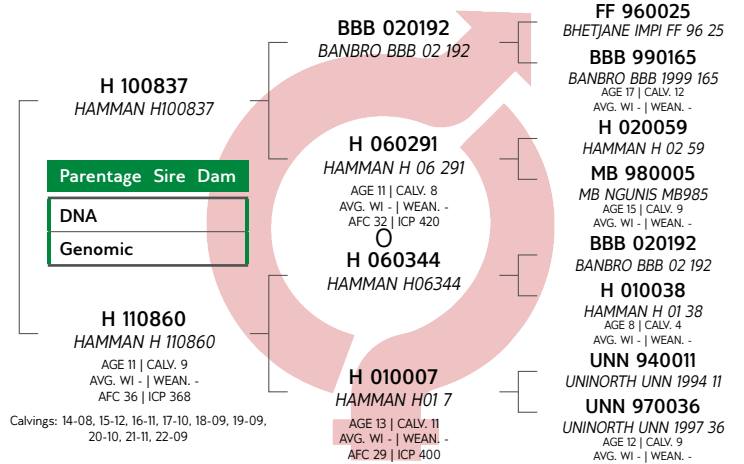 H 100837
HAMMAN H100837
Parentage Sire Dam
DNA
Genomic
H 110860
HAMMAN H 110860
AGE 11 | CALV. 9
AVG. WI - | WEAN. -
AFC 36 | ICP 368
Calvings: 14-08, 15-12, 16-11, 17-10, 18-09, 19-09,
20-10, 21-11, 22-09
BBB 020192
BANBRO BBB 02 192
H 060291
HAMMAN H 06 291
AGE 11 | CALV. 8
AVG. WI - | WEAN. -
AFC 32 | ICP 420
O
H 060344
HAMMAN H06344
H 010007
HAMMAN H01 7
AGE 13 | CALV. 11
AVG. WI - | WEAN. -
AFC 29 | ICP 400
FF 960025
BHETJANE IMPI FF 96 25
BBB 990165
BANBRO BBB 1999 165
AGE 17 | CALV. 12
AVG. WI - | WEAN. -
H 020059
HAMMAN H 02 59
MB 980005
MB NGUNIS MB985
AGE 15 | CALV. 9
AVG. WI - | WEAN. -
BBB 020192
BANBRO BBB 02 192
H 010038
HAMMAN H 01 38
AGE 8 | CALV. 4
AVG. WI - | WEAN. -
UNN 940011
UNINORTH UNN 1994 11
UNN 970036
UNINORTH UNN 1997 36
AGE 12 | CALV. 9
AVG. WI - | WEAN. -